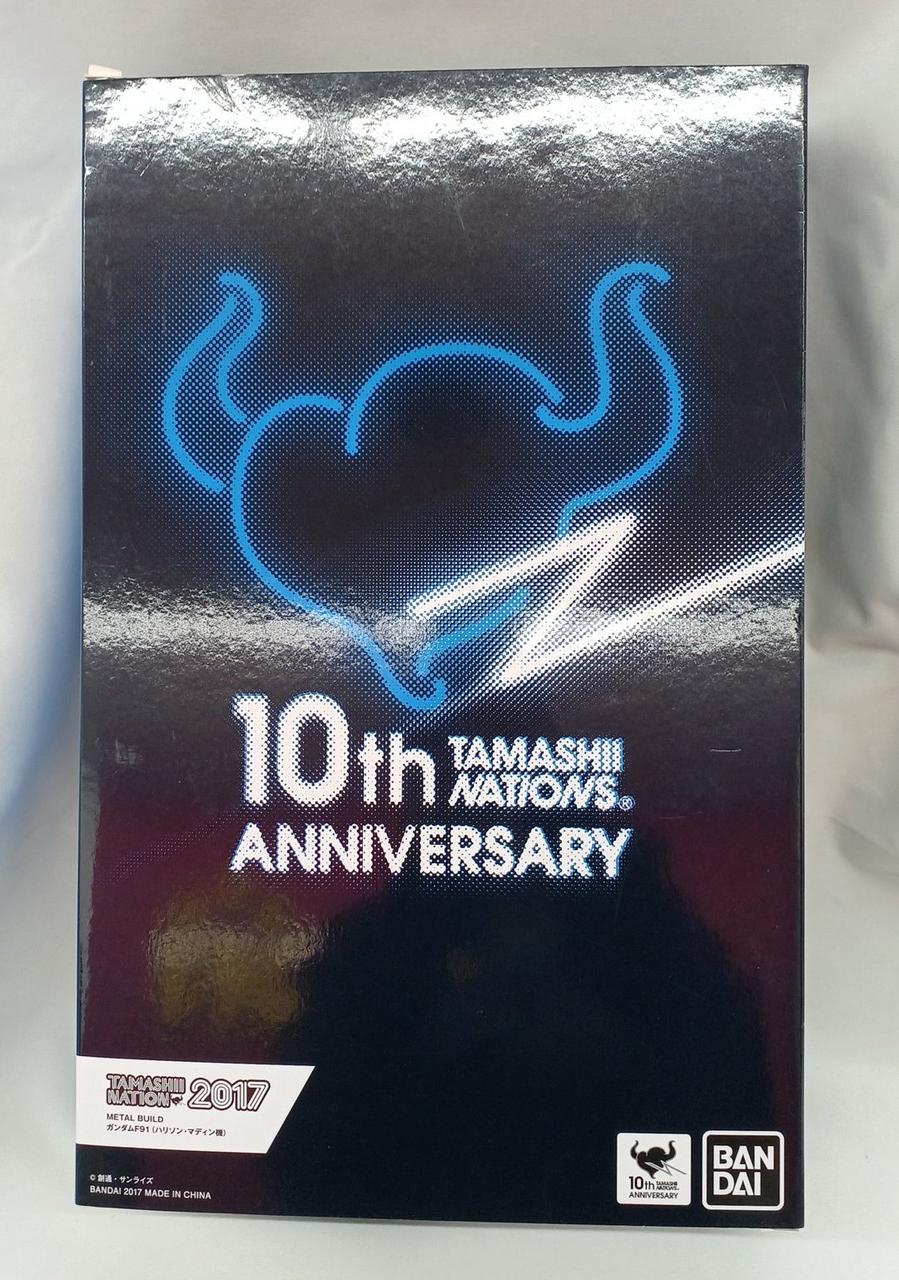 10th TAMASHII NATIONS®
ANNIVERSARY
TAMASHII NATION 2017
METAL BUILD
ガンダムF91(ハリソン・マディン機)
© 創通・サンライズ
BANDAI 2017 MADE IN CHINA
10th TAMASHII NATIONS
ANNIVERSARY
BAN
DAI